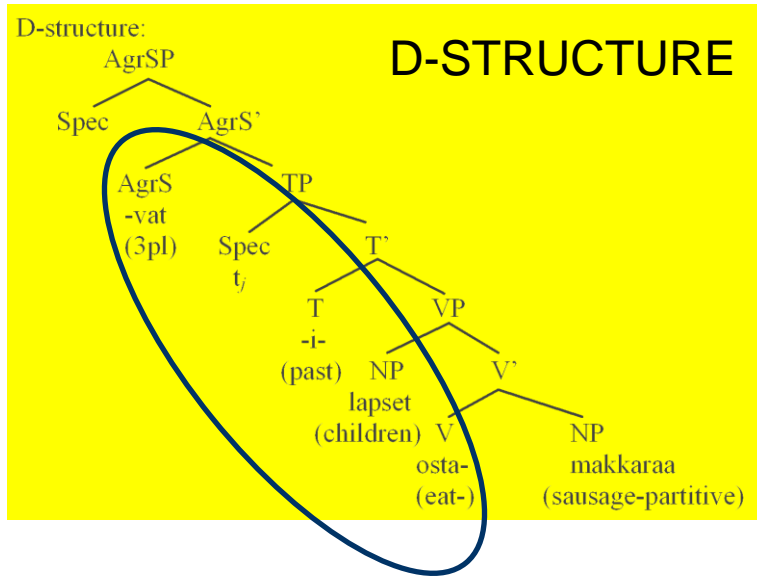 D-structure:
D-STRUCTURE
AgrSP
Spec AgrS’
AgrS TP
-vat
(3pl) Spec T’
tj
T VP
-i-
(past) NP V’
lapset
(children) V NP
osta- makkaraa
(eat-) (sausage-partitive)